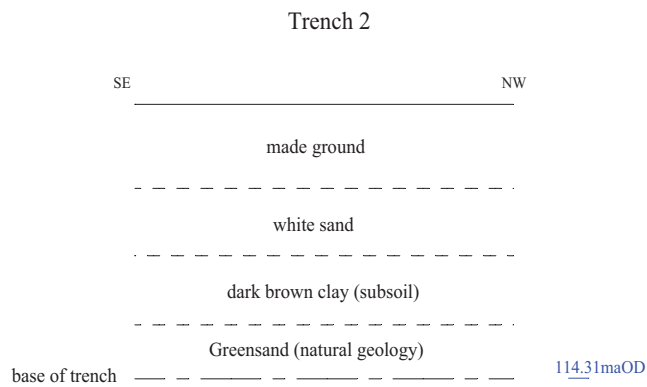 Trench 2
SE NW
made ground
white sand
dark brown clay (subsoil)
Greensand (natural geology)
base of trench 114.31maOD